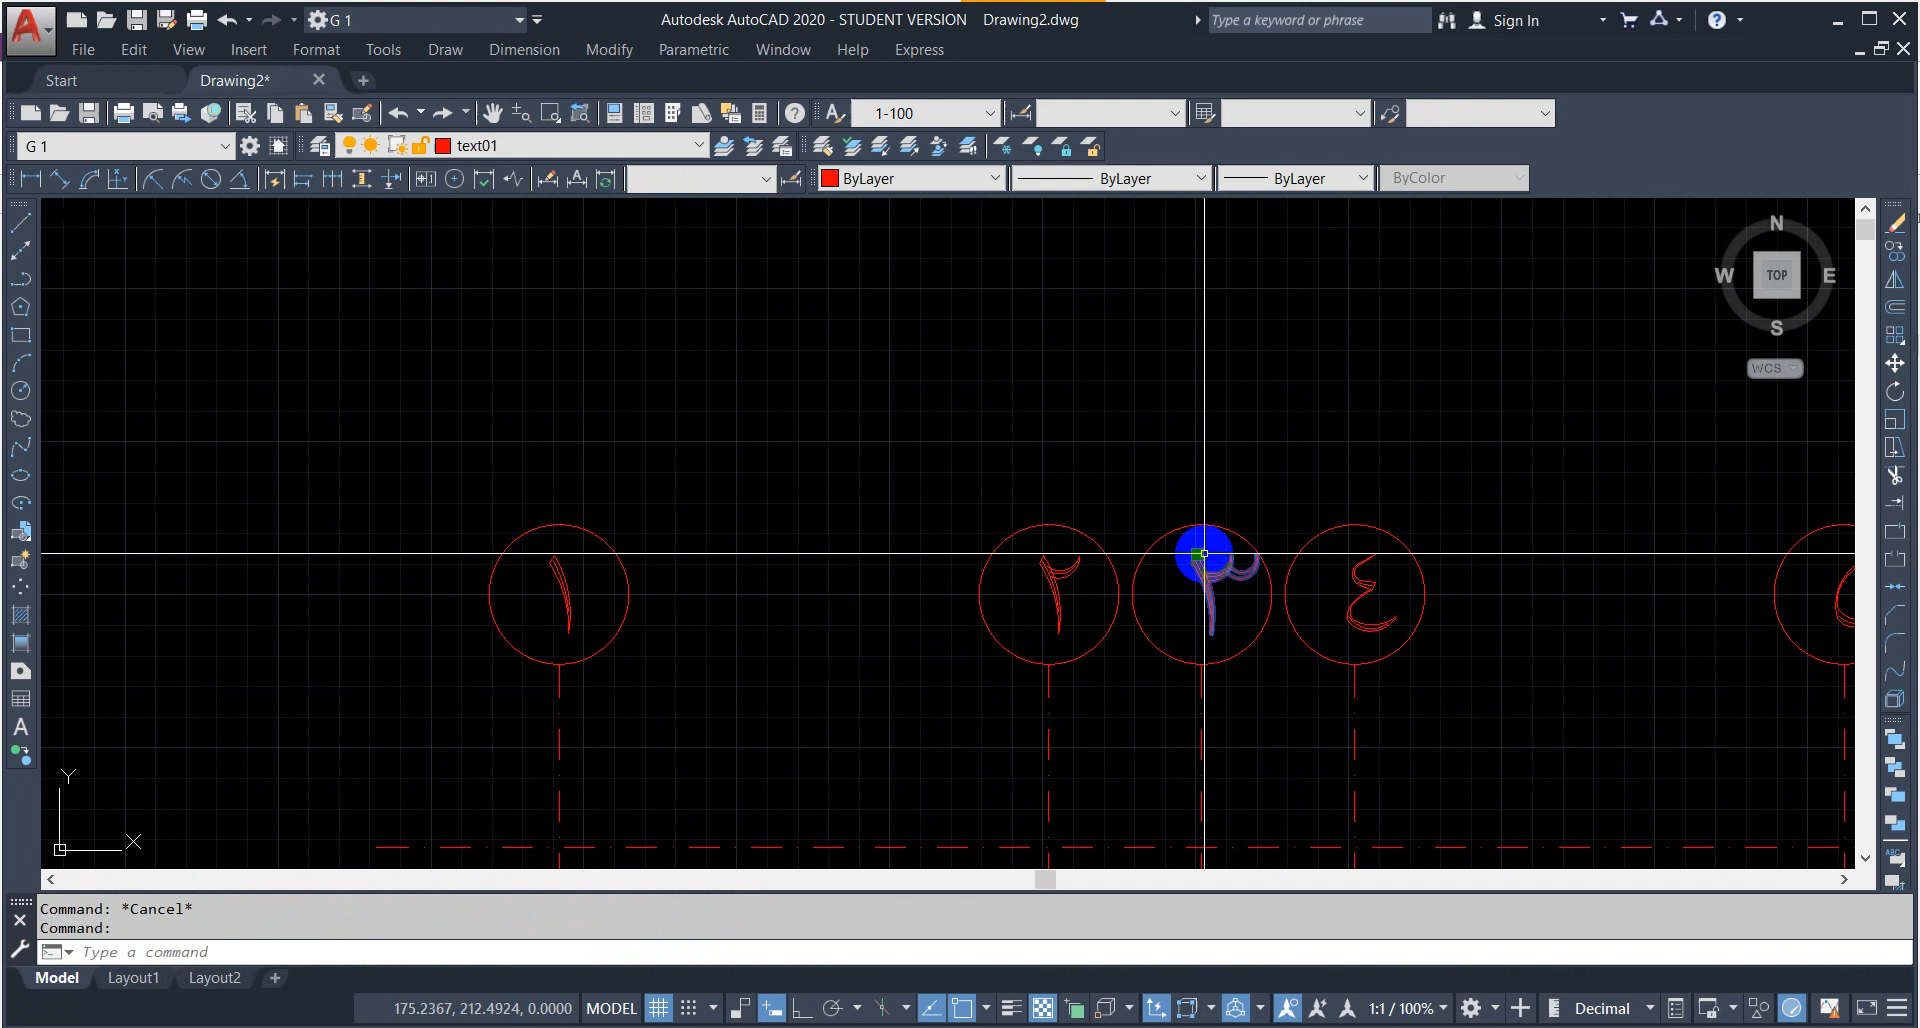 G 1
Autodesk AutoCAD 2020 - STUDENT VERSION Drawing2.dwg
Type a keyword or phrase
Sign In
File Edit View Insert Format Tools Draw Dimension Modify Parametric Window Help Express
Start Drawing2*
1-100
G 1 text01
ByLayer ByLayer ByLayer ByColor
N
W TOP E
S
WCS
١ ٢ ٣ ٤
Y
X
Command: *Cancel*
Command:
Type a command
Model Layout1 Layout2
175.2367, 212.4924, 0.0000 MODEL 1:1 / 100% Decimal